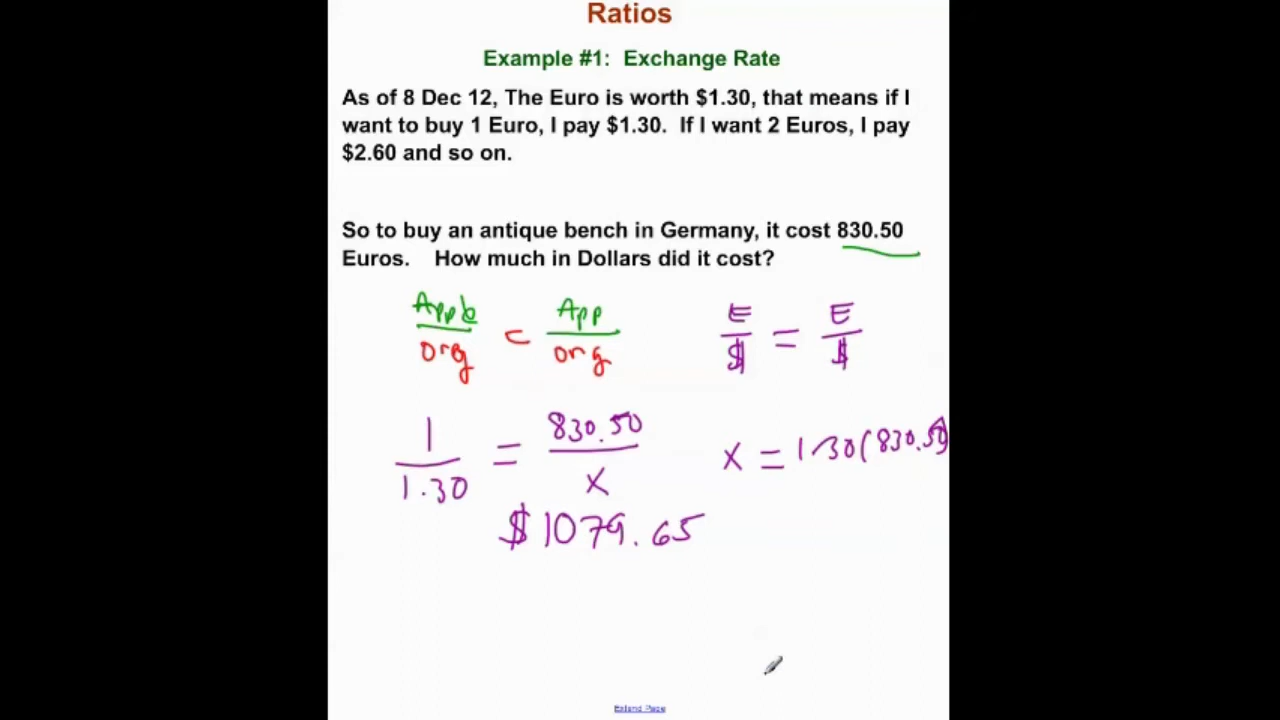 Ratios
Example #1: Exchange Rate
As of 8 Dec 12, The Euro is worth $1.30, that means if I
want to buy 1 Euro, I pay $1.30. If I want 2 Euros, I pay
$2.60 and so on.
So to buy an antique bench in Germany, it cost 830.50
Euros. How much in Dollars did it cost?
App = App E = E
org org $ $
1 = 830.50 x = 1.30(830.50)
1.30 x
$1079.65
Extend Page